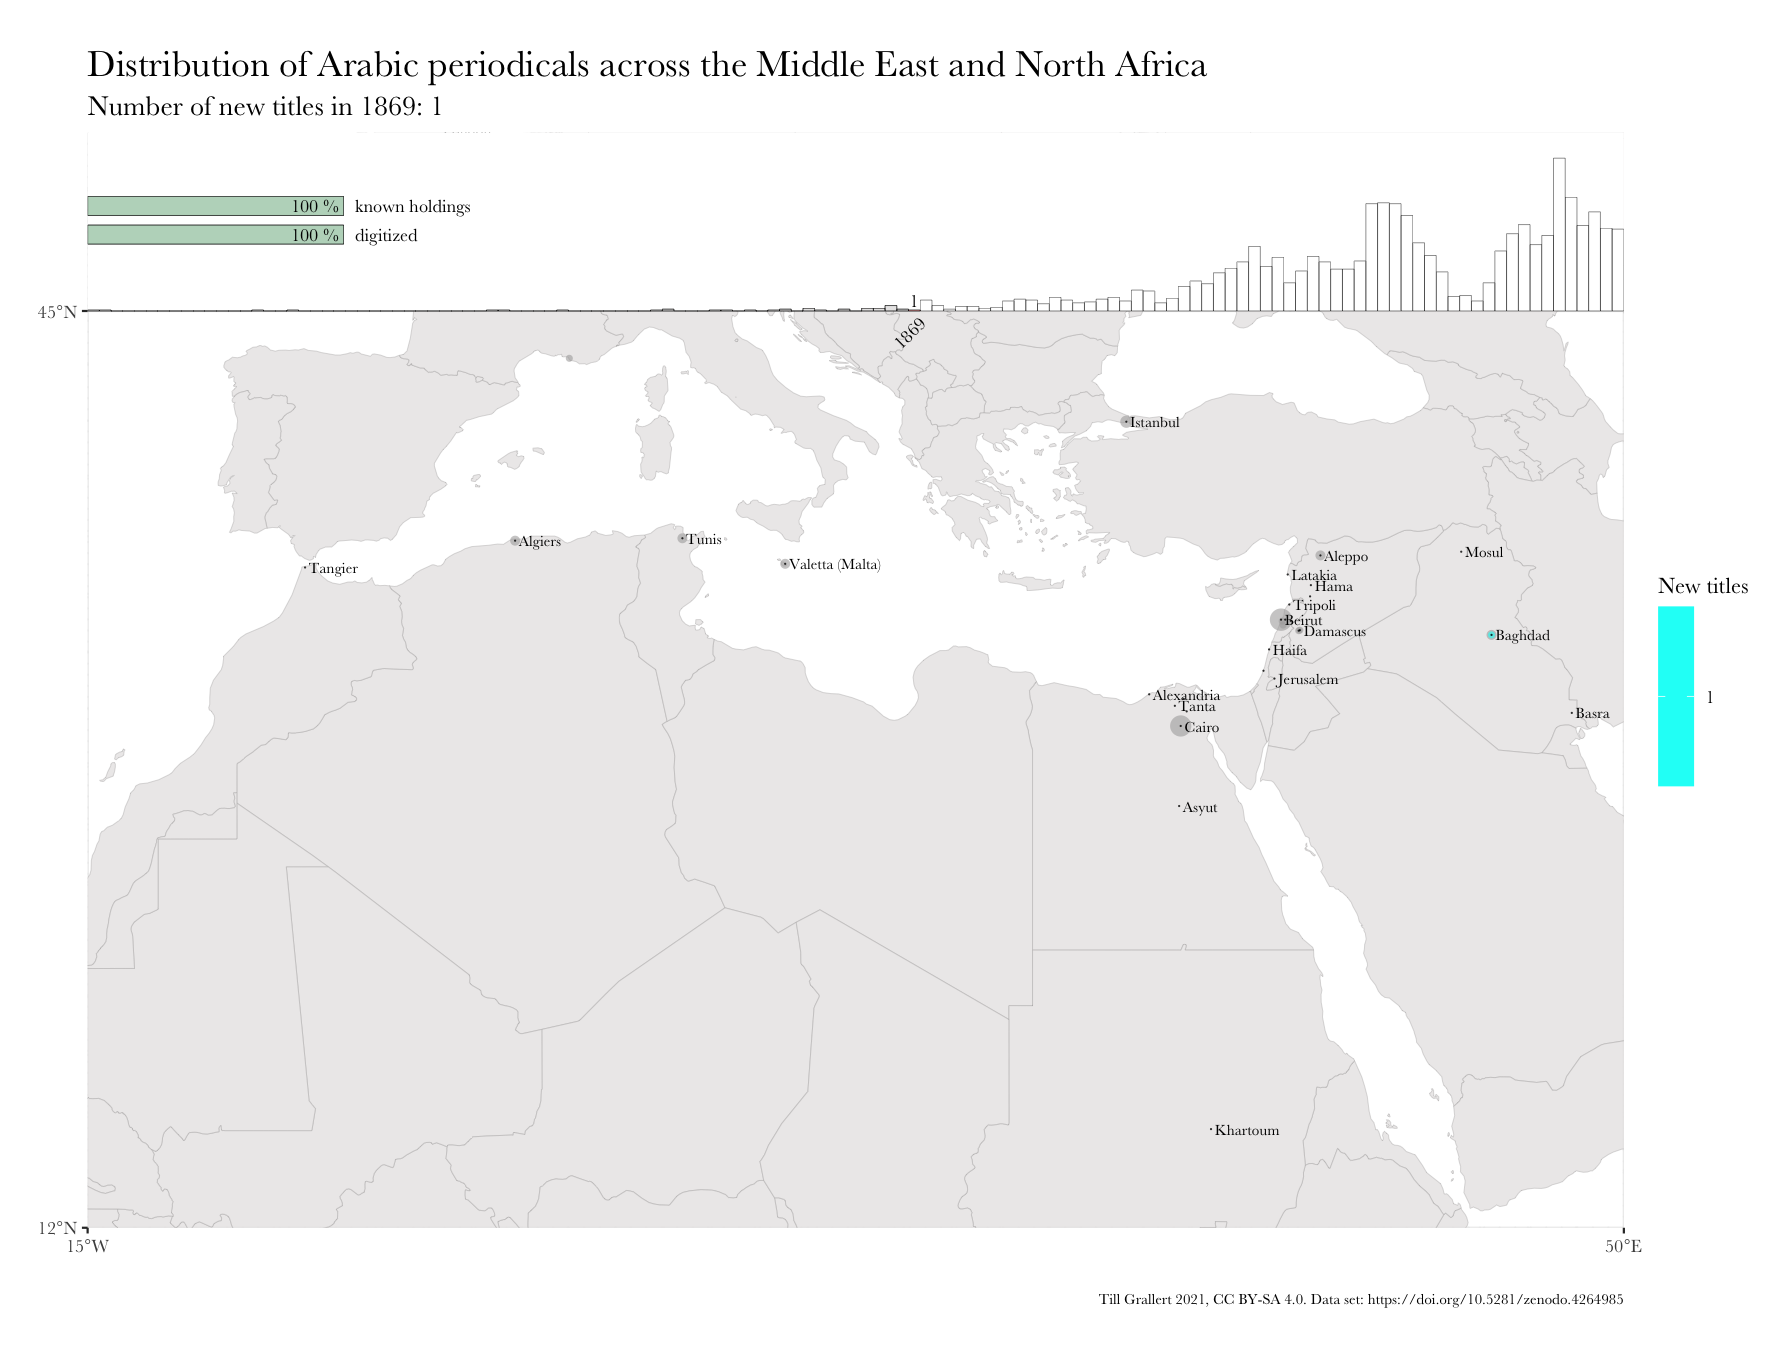 Distribution of Arabic periodicals across the Middle East and North Africa
Number of new titles in 1869: 1
100 % known holdings
100 % digitized
1
45°N
1869
Istanbul
Algiers
Tunis
Aleppo
Mosul
Valetta (Malta)
Tangier
Latakia
Hama
Tripoli
Beirut
Damascus
Baghdad
Haifa
Jerusalem
Alexandria
Tanta
Basra
Cairo
Asyut
Khartoum
New titles
1
12°N
15°W
50°E
Till Grallert 2021, CC BY-SA 4.0. Data set: https://doi.org/10.5281/zenodo.4264985